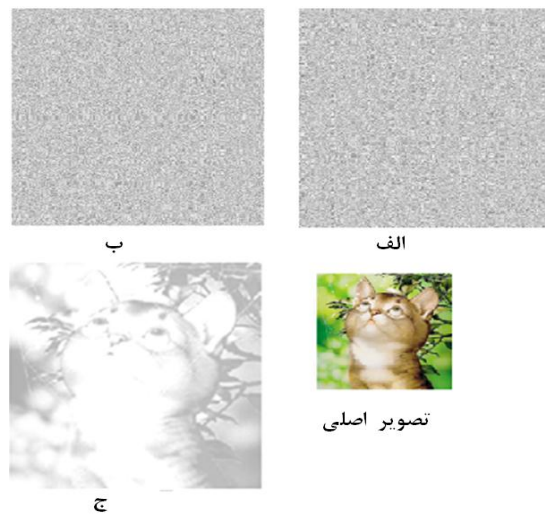 الف
ب
تصویر اصلی
ج